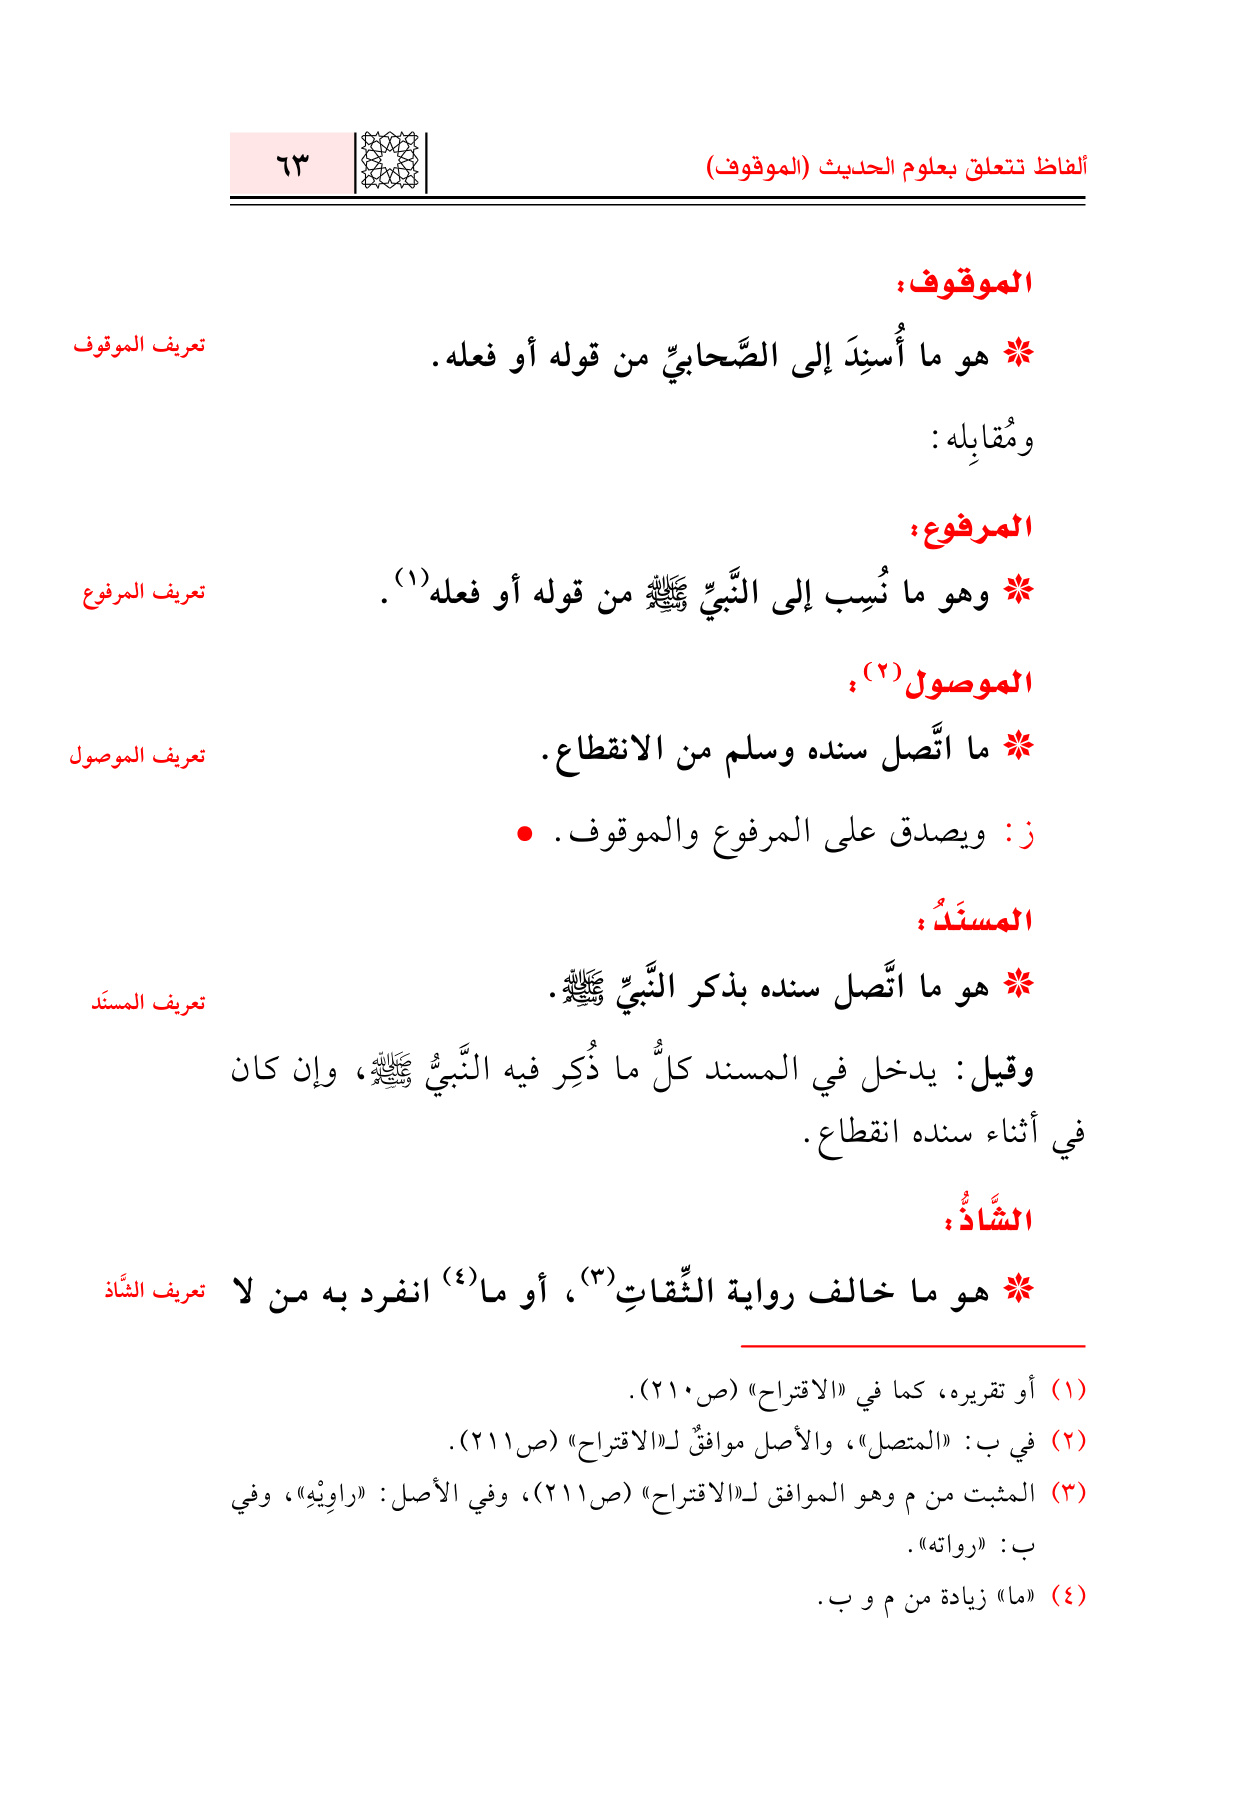 ألفاظ تتعلق بعلوم الحديث (الموقوف)
٦٣
الموقوف:
❋ هو ما أُسنِدَ إلى الصَّحابيِّ من قوله أو فعله.
تعريف الموقوف
ومُقابِله:
المرفوع:
❋ وهو ما نُسِب إلى النَّبيِّ ﷺ من قوله أو فعله(١).
تعريف المرفوع
الموصول(٢):
❋ ما اتَّصل سنده وسلم من الانقطاع.
تعريف الموصول
ز: ويصدق على المرفوع والموقوف. ●
المسنَدُ:
❋ هو ما اتَّصل سنده بذكر النَّبيِّ ﷺ.
تعريف المسنَد
وقيل: يدخل في المسند كلُّ ما ذُكِر فيه النَّبيُّ ﷺ، وإن كان
في أثناء سنده انقطاع.
الشَّاذُّ:
❋ هو ما خالف رواية الثِّقاتِ(٣)، أو ما(٤) انفرد به من لا
تعريف الشَّاذ
(١) أو تقريره، كما في «الاقتراح» (ص٢١٠).
(٢) في ب: «المتصل»، والأصل موافقٌ لـ«الاقتراح» (ص٢١١).
(٣) المثبت من م وهو الموافق لـ«الاقتراح» (ص٢١١)، وفي الأصل: «راوِيْهِ»، وفي
ب: «رواته».
(٤) «ما» زيادة من م و ب.